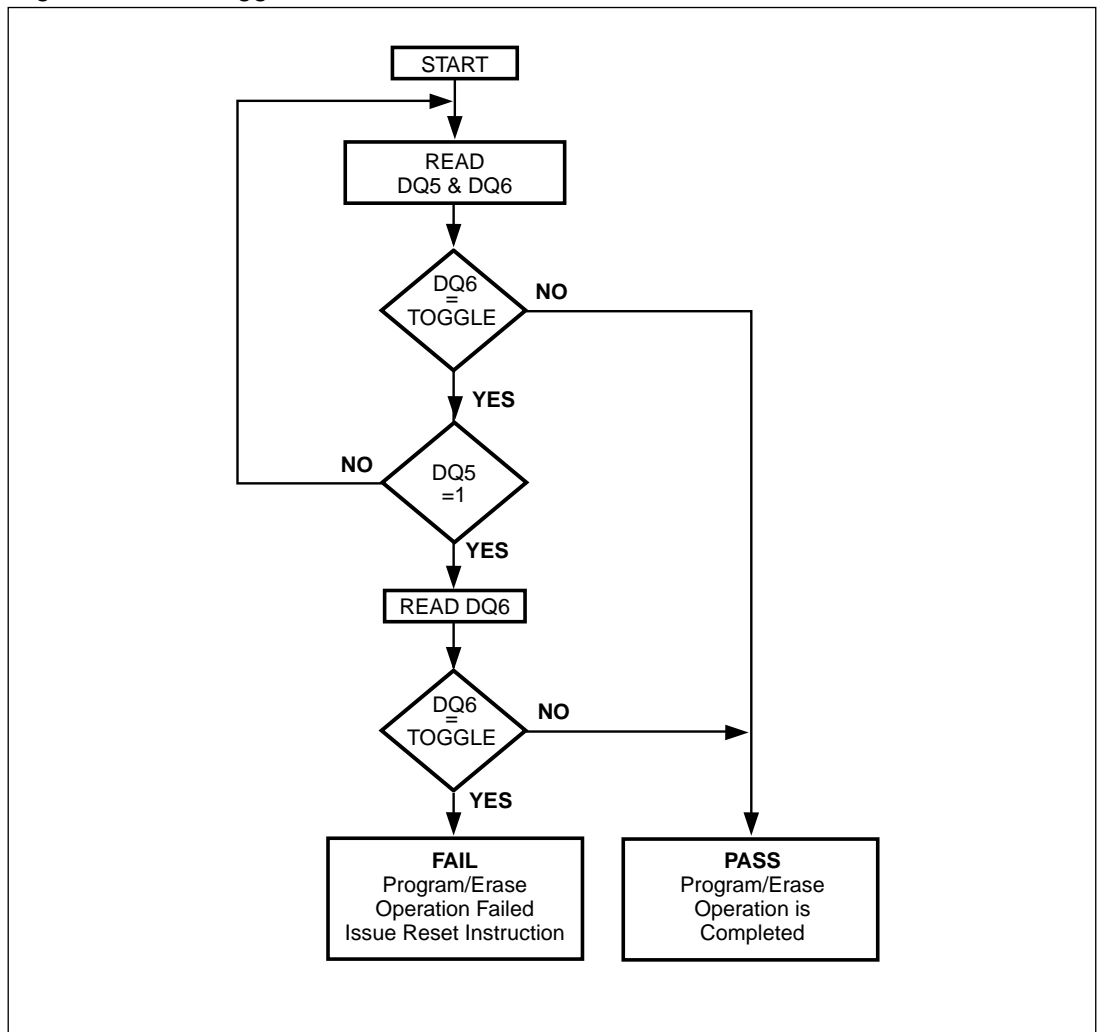 START
READ
DQ5 & DQ6
DQ6
=
TOGGLE
NO
YES
DQ5
=1
NO
YES
READ DQ6
DQ6
=
TOGGLE
NO
YES
FAIL
Program/Erase
Operation Failed
Issue Reset Instruction
PASS
Program/Erase
Operation is
Completed